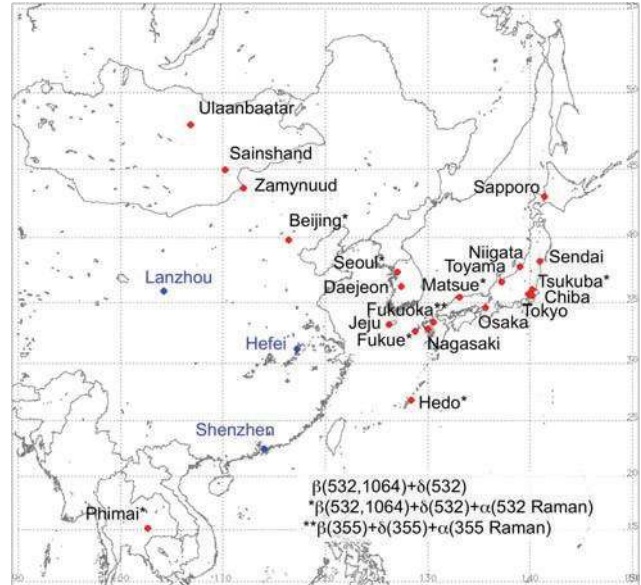 Ulaanbaatar
Sainshand
Zamynuud
Sapporo
Beijing*
Seoul*
Niigata
Sendai
Toyama
Lanzhou
Daejeon
Matsue*
Tsukuba*
Chiba
Fukuoka**
Tokyo
Jeju
Osaka
Hefei
Fukue*
Nagasaki
Hedo*
Shenzhen
β(532,1064)+δ(532)
*β(532,1064)+δ(532)+α(532 Raman)
Phimai*
**β(355)+δ(355)+α(355 Raman)